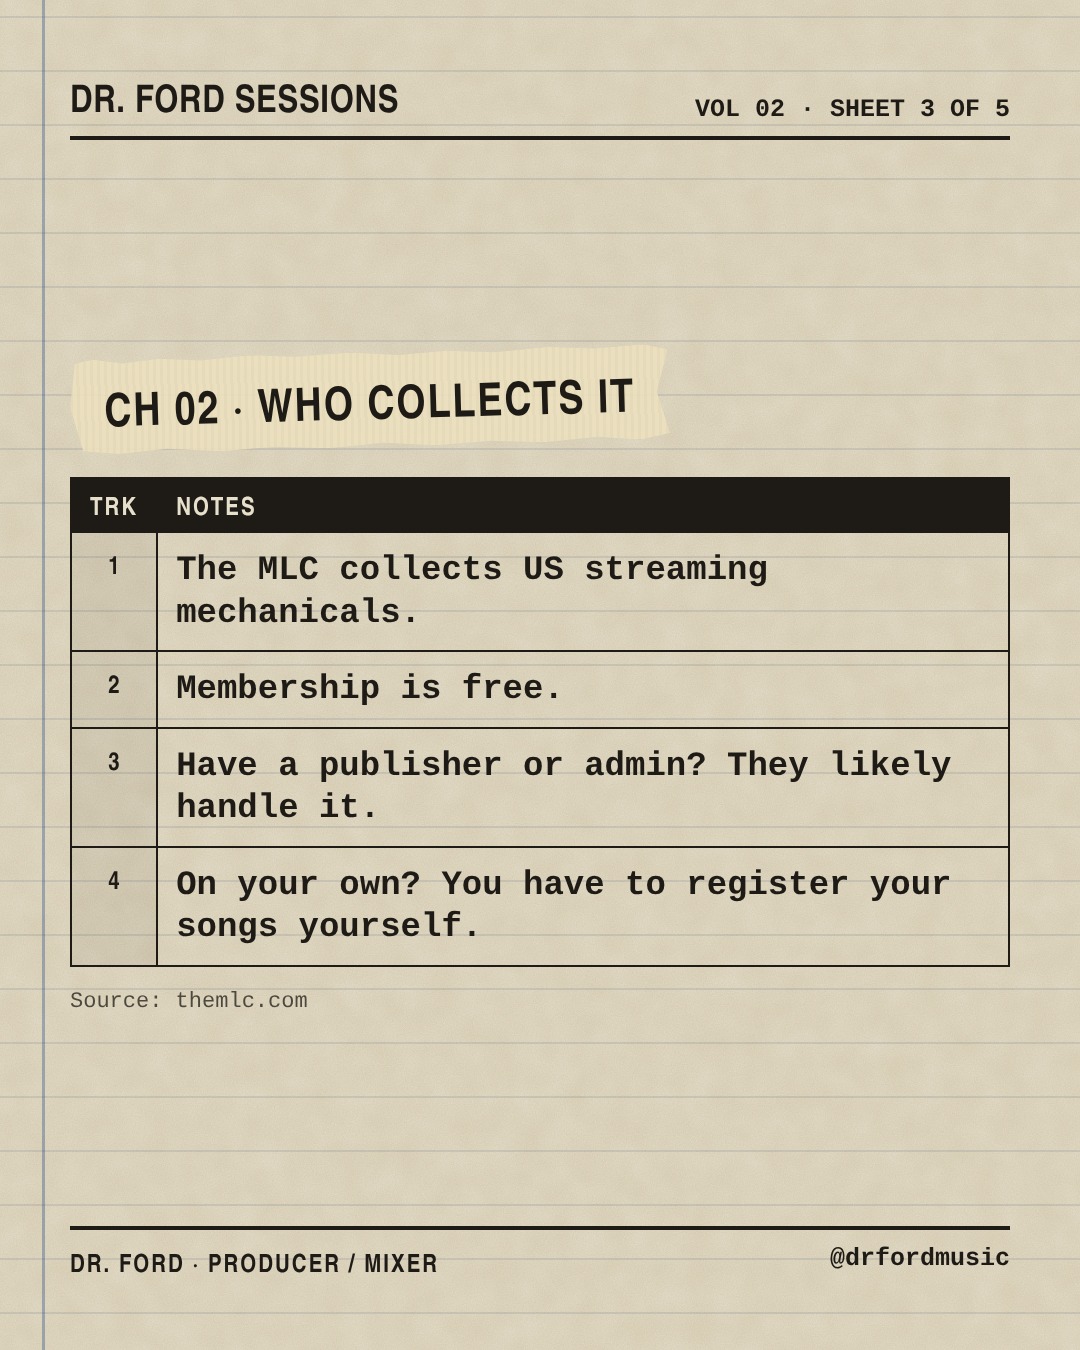 DR. FORD SESSIONS
VOL 02 · SHEET 3 OF 5
CH 02 · WHO COLLECTS IT
TRK NOTES
1 The MLC collects US streaming
mechanicals.
2 Membership is free.
3 Have a publisher or admin? They likely
handle it.
4 On your own? You have to register your
songs yourself.
Source: themlc.com
DR. FORD · PRODUCER / MIXER
@drfordmusic